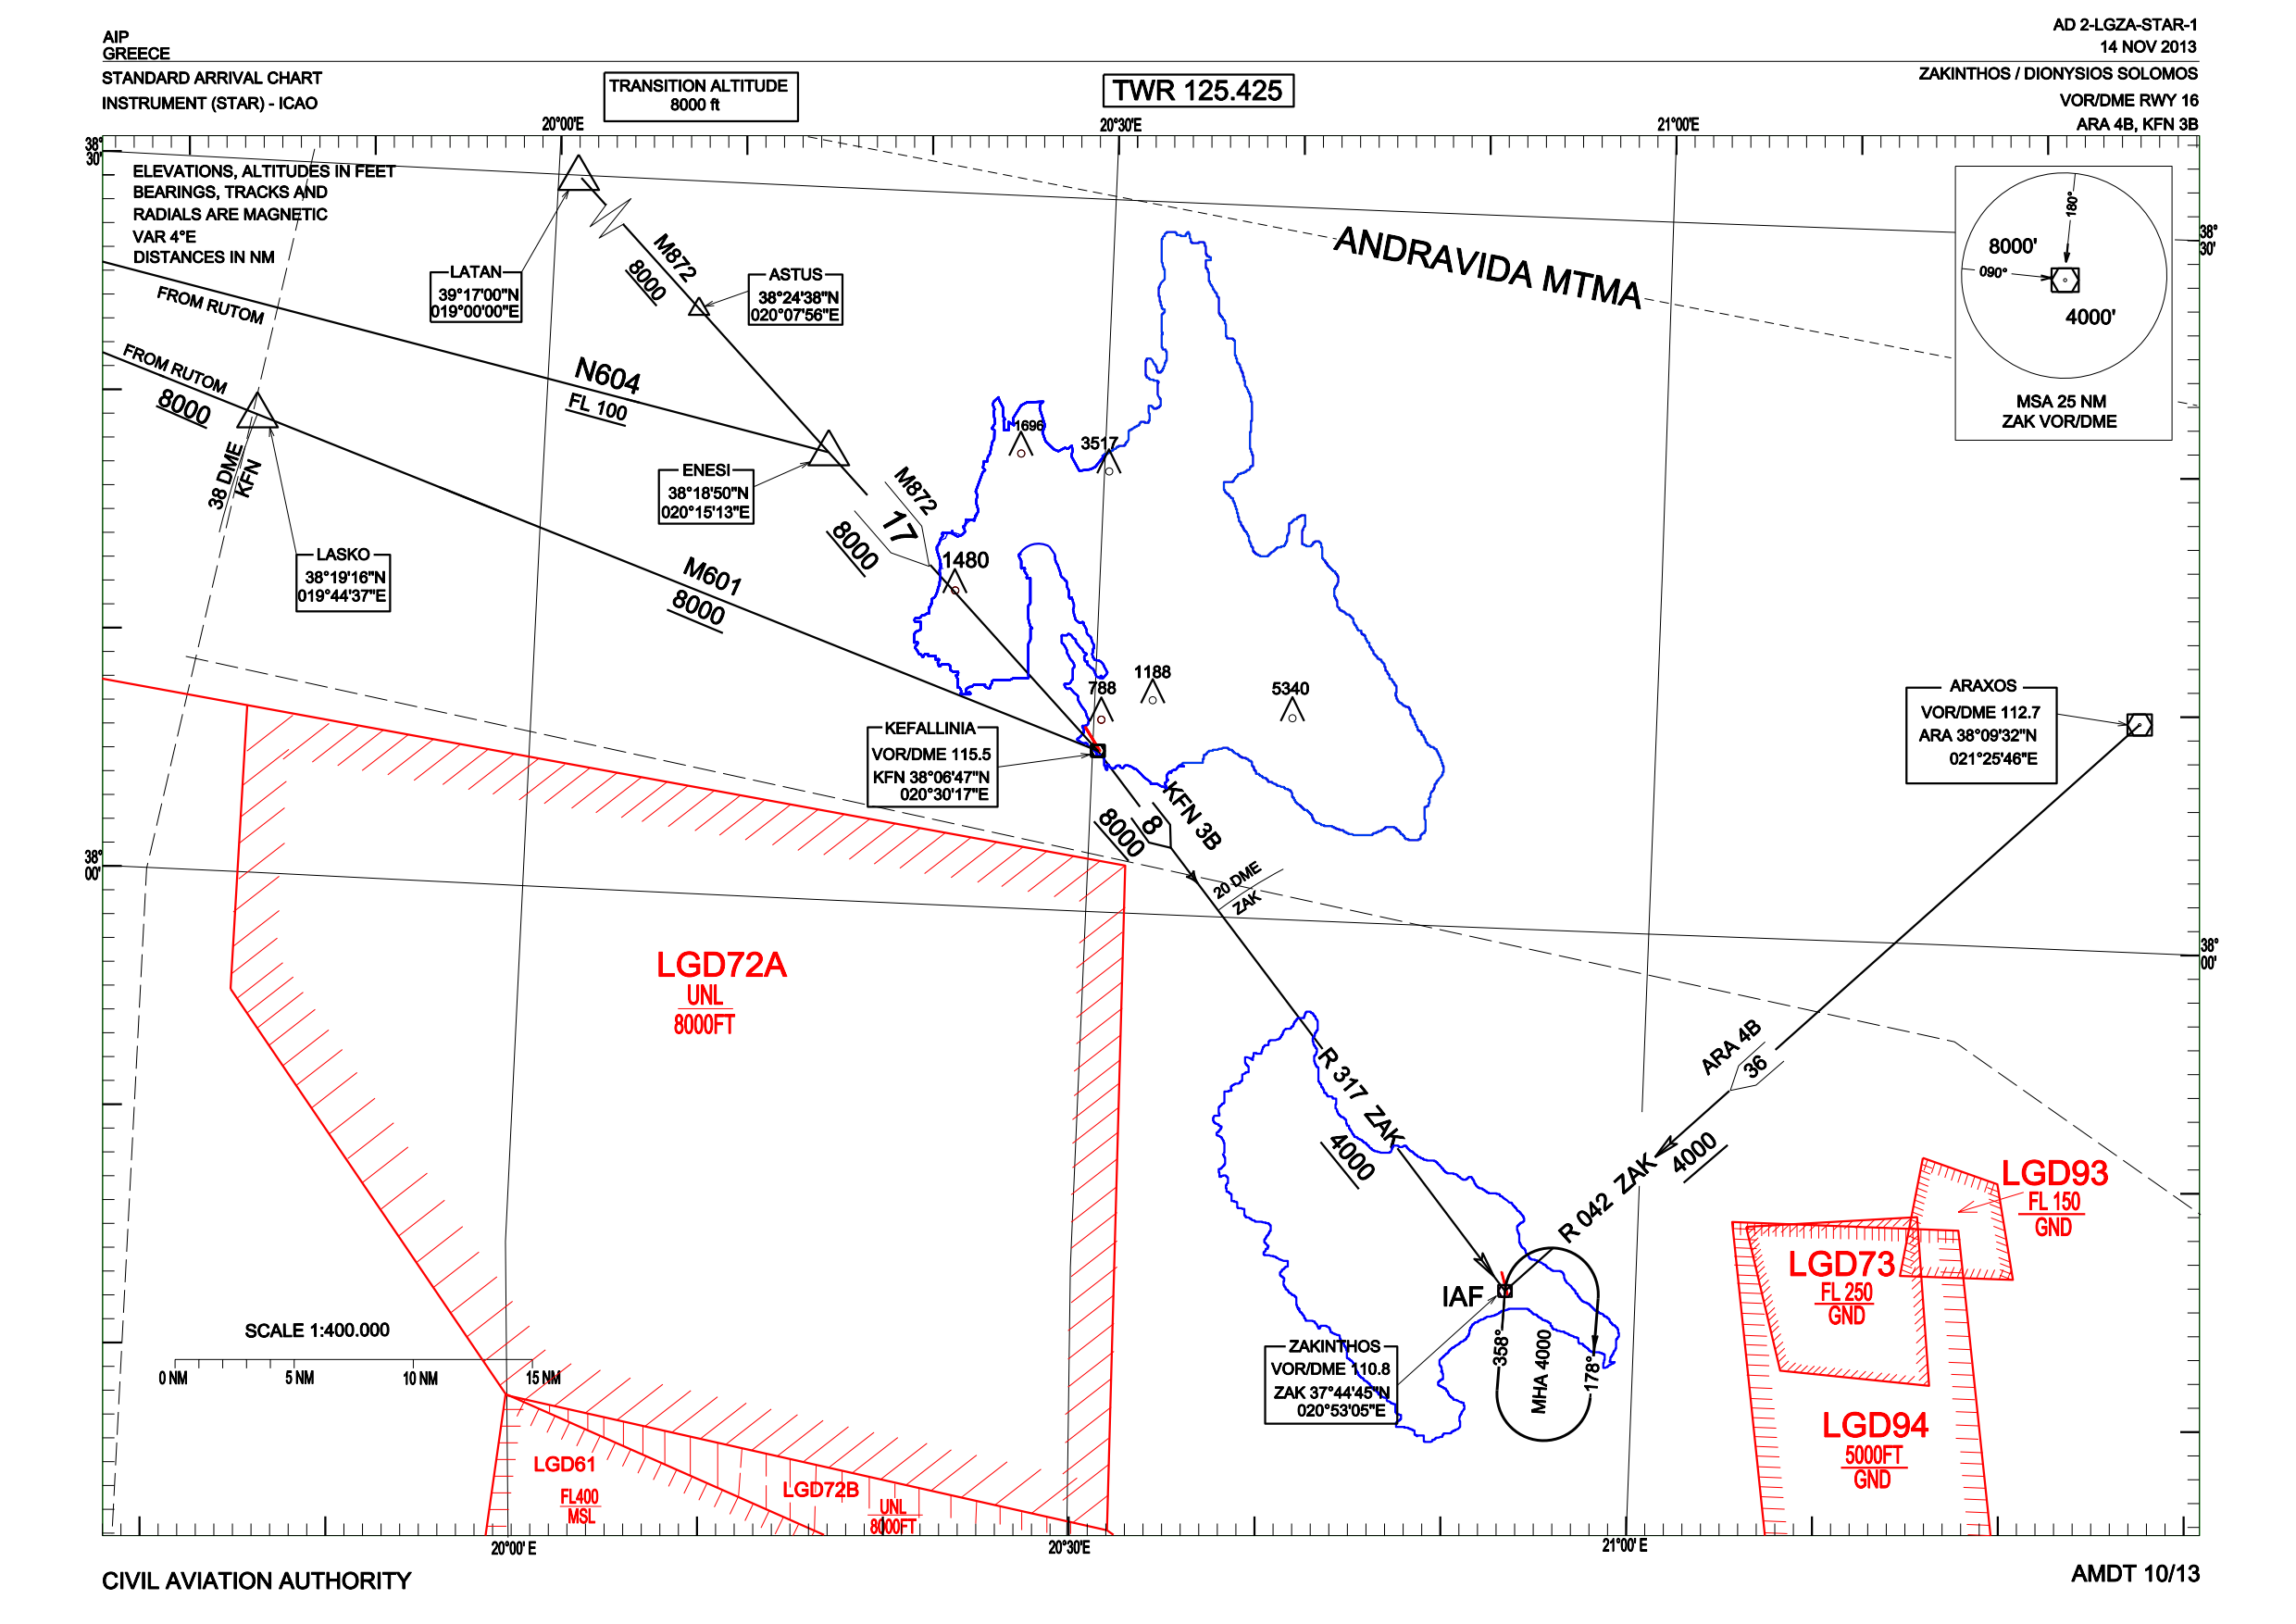 AIP
GREECE
AD 2-LGZA-STAR-1
14 NOV 2013
STANDARD ARRIVAL CHART
INSTRUMENT (STAR) - ICAO
TRANSITION ALTITUDE
8000 ft
TWR 125.425
ZAKINTHOS / DIONYSIOS SOLOMOS
VOR/DME RWY 16
ARA 4B, KFN 3B
20°00'E
20°30'E
21°00'E
38°
30'
ELEVATIONS, ALTITUDES IN FEET
BEARINGS, TRACKS AND
RADIALS ARE MAGNETIC
VAR 4°E
DISTANCES IN NM
FROM RUTOM
FROM RUTOM
8000
LATAN
39°17'00"N
019°00'00"E
M872
8000
ASTUS
38°24'38"N
020°07'56"E
ANDRAVIDA MTMA
180°
8000'
090°
4000'
MSA 25 NM
ZAK VOR/DME
38°
30'
N604
FL 100
38 DME
KFN
ENESI
38°18'50"N
020°15'13"E
1696
3517
M872
17
8000
1480
LASKO
38°19'16"N
019°44'37"E
M601
8000
788
1188
5340
KEFALLINIA
VOR/DME 115.5
KFN 38°06'47"N
020°30'17"E
ARAXOS
VOR/DME 112.7
ARA 38°09'32"N
021°25'46"E
KFN 3B
8
8000
20 DME
ZAK
38°
00'
38°
00'
LGD72A
UNL
8000FT
R 317 ZAK
4000
ARA 4B
36
R 042 ZAK
4000
LGD93
FL 150
GND
LGD73
FL 250
GND
IAF
ZAKINTHOS
VOR/DME 110.8
ZAK 37°44'45"N
020°53'05"E
358°
MHA 4000
178°
SCALE 1:400.000
0 NM
5 NM
10 NM
15 NM
LGD94
5000FT
GND
LGD61
FL400
MSL
LGD72B
UNL
8000FT
20°00' E
20°30'E
21°00' E
CIVIL AVIATION AUTHORITY
AMDT 10/13